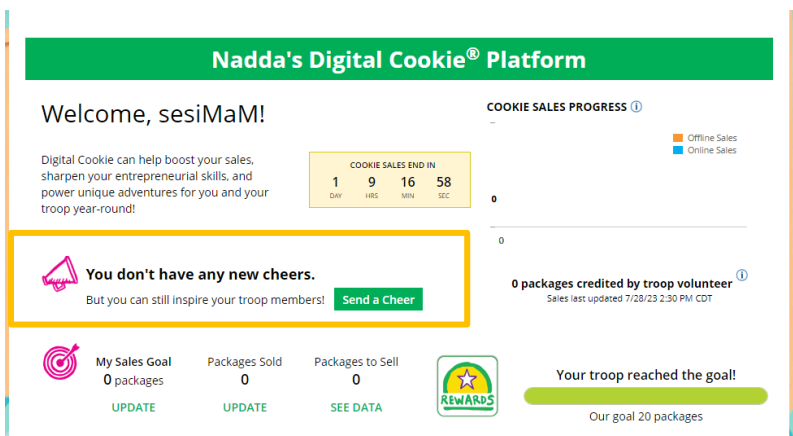 Nadda's Digital Cookie® Platform
Welcome, sesiMaM!
Digital Cookie can help boost your sales,
sharpen your entrepreneurial skills, and
power unique adventures for you and your
troop year-round!
COOKIE SALES END IN
1 9 16 58
DAY HRS MIN SEC
COOKIE SALES PROGRESS
Offline Sales
Online Sales
0
0
You don't have any new cheers.
But you can still inspire your troop members! Send a Cheer
0 packages credited by troop volunteer
Sales last updated 7/28/23 2:30 PM CDT
My Sales Goal Packages Sold Packages to Sell
0 packages 0 0
UPDATE UPDATE SEE DATA
REWARDS
Your troop reached the goal!
Our goal 20 packages